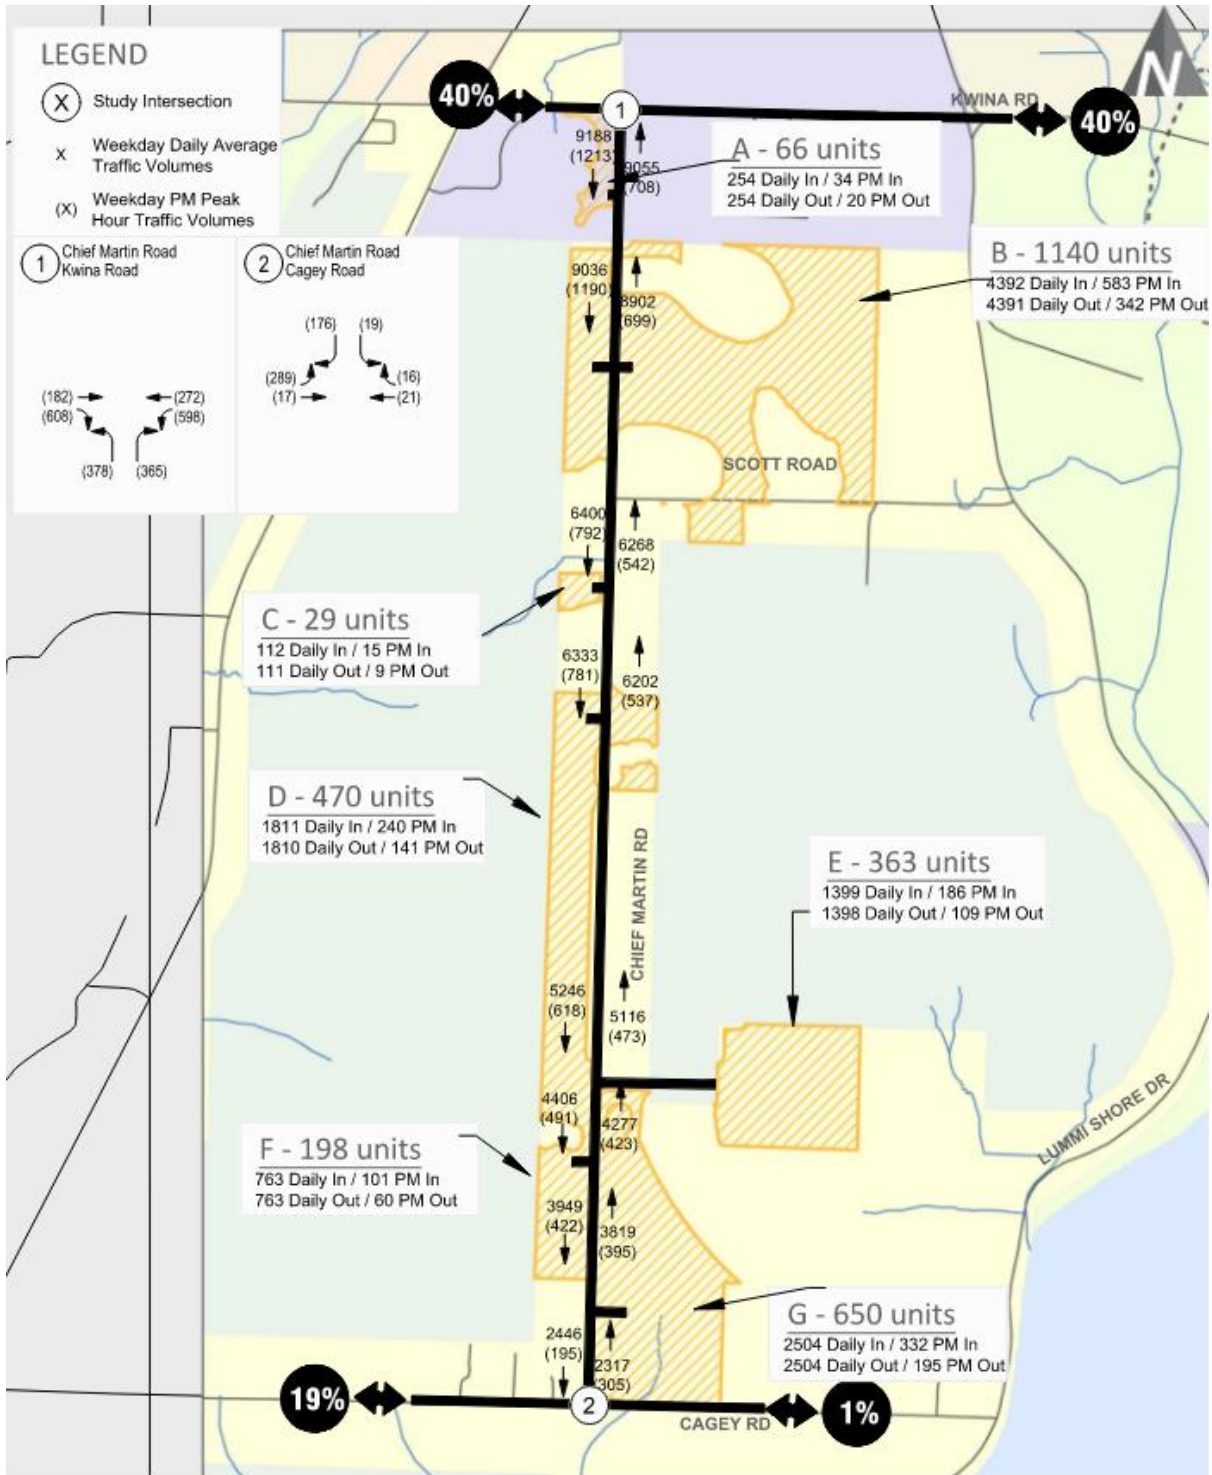 LEGEND
X Study Intersection
X Weekday Daily Average
Traffic Volumes
(X) Weekday PM Peak
Hour Traffic Volumes
1 Chief Martin Road
Kwina Road
(182) (272)
(608) (598)
(378) (365)
2 Chief Martin Road
Cagey Road
(176) (19)
(289) (16)
(17) (21)
40%
1
KWINA RD
40%
N
9188
(1213)
9055
(708)
A - 66 units
254 Daily In / 34 PM In
254 Daily Out / 20 PM Out
B - 1140 units
4392 Daily In / 583 PM In
4391 Daily Out / 342 PM Out
9036
(1190)
8902
(699)
SCOTT ROAD
6400
(792)
6268
(542)
C - 29 units
112 Daily In / 15 PM In
111 Daily Out / 9 PM Out
6333
(781)
6202
(537)
D - 470 units
1811 Daily In / 240 PM In
1810 Daily Out / 141 PM Out
CHIEF MARTIN RD
E - 363 units
1399 Daily In / 186 PM In
1398 Daily Out / 109 PM Out
5246
(618)
5116
(473)
4406
(491)
4277
(423)
LUMMI SHORE DR
F - 198 units
763 Daily In / 101 PM In
763 Daily Out / 60 PM Out
3949
(422)
3819
(395)
G - 650 units
2504 Daily In / 332 PM In
2504 Daily Out / 195 PM Out
2446
(195)
2317
(305)
19%
2
CAGEY RD
1%